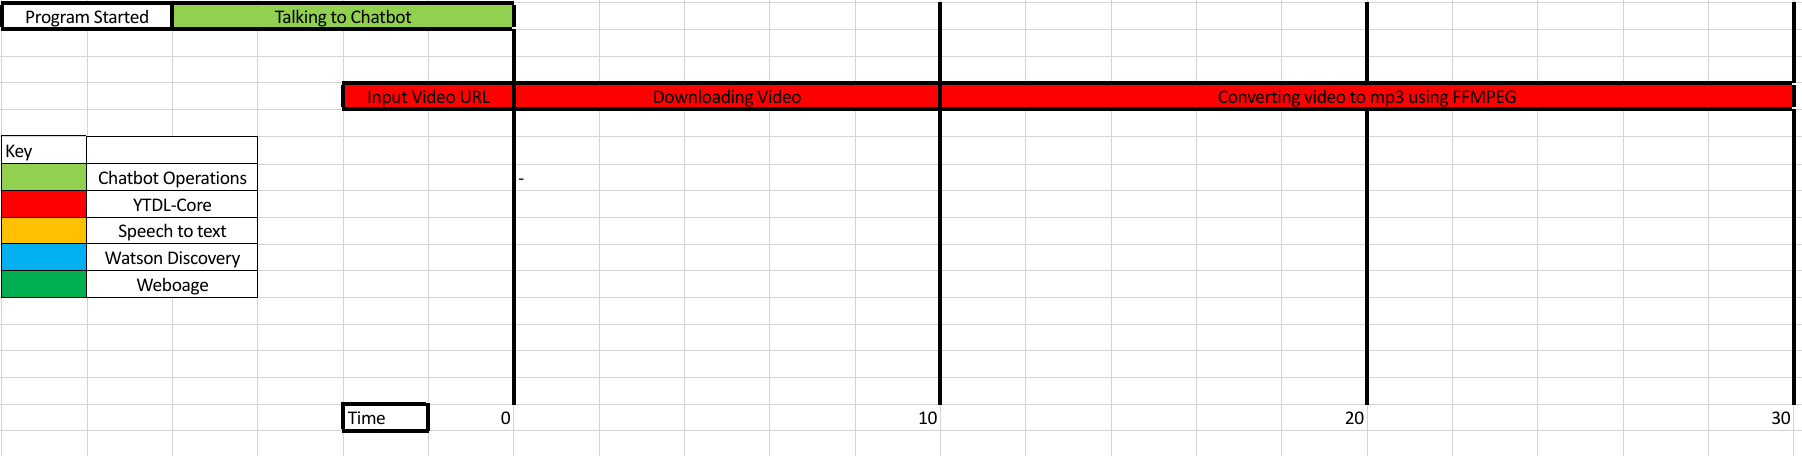 Program Started Talking to Chatbot
Input Video URL Downloading Video Converting video to mp3 using FFMPEG
Key
Chatbot Operations
-
YTDL-Core
Speech to text
Watson Discovery
Weboage
Time 0 10 20 30